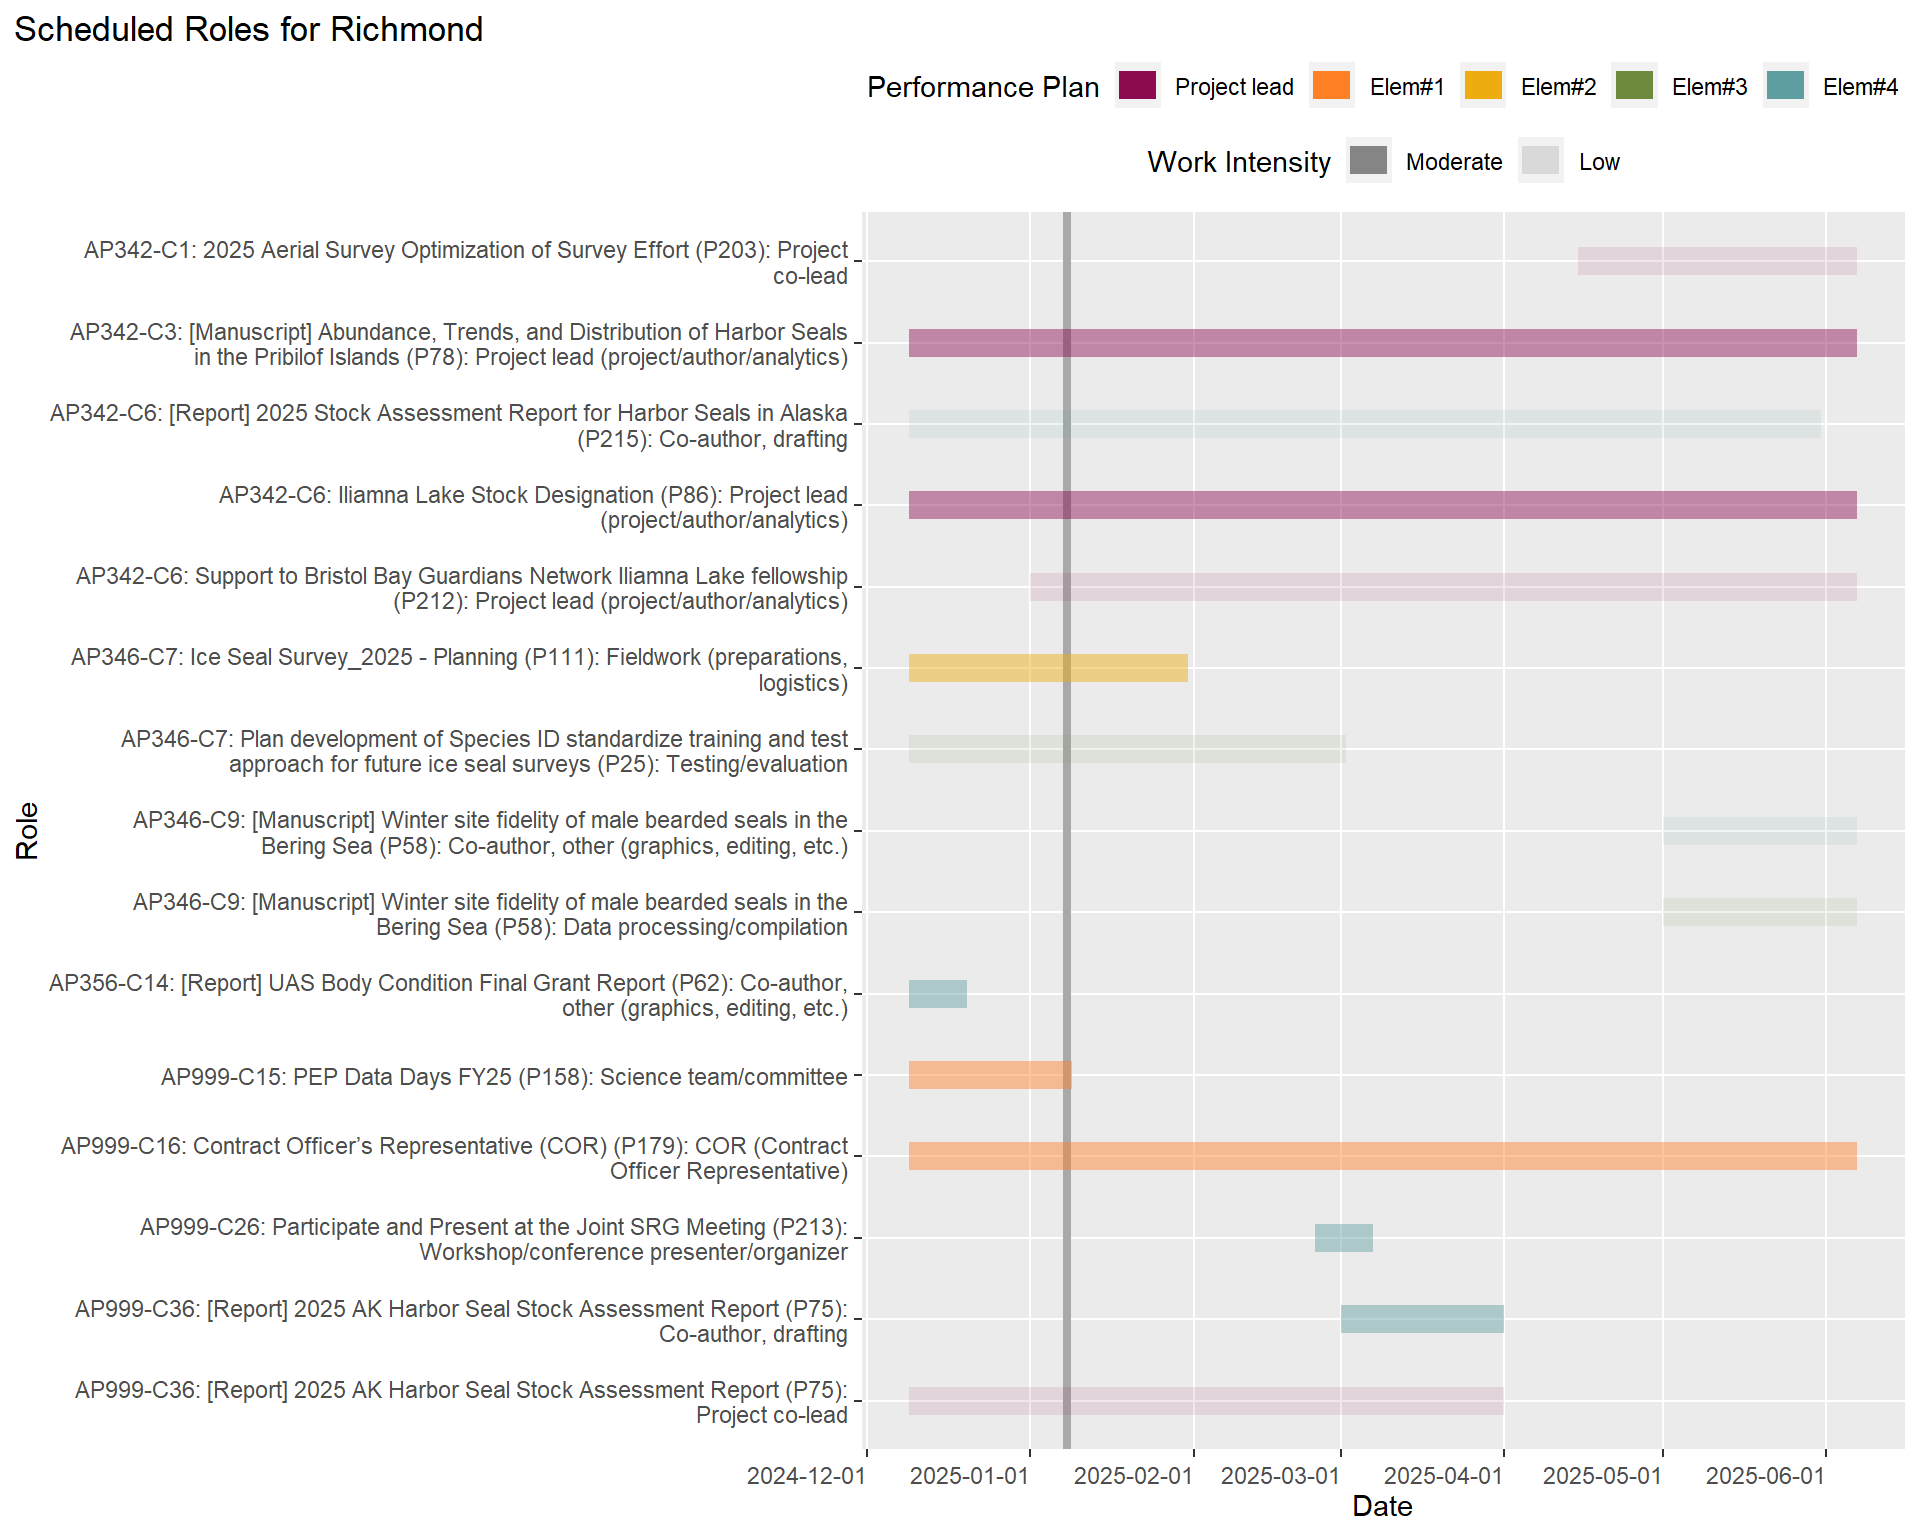 Scheduled Roles for Richmond
Performance Plan Project lead Elem#1 Elem#2 Elem#3 Elem#4
Work Intensity Moderate Low
AP342-C1: 2025 Aerial Survey Optimization of Survey Effort (P203): Project
co-lead
AP342-C3: [Manuscript] Abundance, Trends, and Distribution of Harbor Seals
in the Pribilof Islands (P78): Project lead (project/author/analytics)
AP342-C6: [Report] 2025 Stock Assessment Report for Harbor Seals in Alaska
(P215): Co-author, drafting
AP342-C6: Iliamna Lake Stock Designation (P86): Project lead
(project/author/analytics)
AP342-C6: Support to Bristol Bay Guardians Network Iliamna Lake fellowship
(P212): Project lead (project/author/analytics)
AP346-C7: Ice Seal Survey_2025 - Planning (P111): Fieldwork (preparations,
logistics)
AP346-C7: Plan development of Species ID standardize training and test
approach for future ice seal surveys (P25): Testing/evaluation
AP346-C9: [Manuscript] Winter site fidelity of male bearded seals in the
Bering Sea (P58): Co-author, other (graphics, editing, etc.)
AP346-C9: [Manuscript] Winter site fidelity of male bearded seals in the
Bering Sea (P58): Data processing/compilation
AP356-C14: [Report] UAS Body Condition Final Grant Report (P62): Co-author,
other (graphics, editing, etc.)
AP999-C15: PEP Data Days FY25 (P158): Science team/committee
AP999-C16: Contract Officer’s Representative (COR) (P179): COR (Contract
Officer Representative)
AP999-C26: Participate and Present at the Joint SRG Meeting (P213):
Workshop/conference presenter/organizer
AP999-C36: [Report] 2025 AK Harbor Seal Stock Assessment Report (P75):
Co-author, drafting
AP999-C36: [Report] 2025 AK Harbor Seal Stock Assessment Report (P75):
Project co-lead
Role
2024-12-01 2025-01-01 2025-02-01 2025-03-01 2025-04-01 2025-05-01 2025-06-01
Date